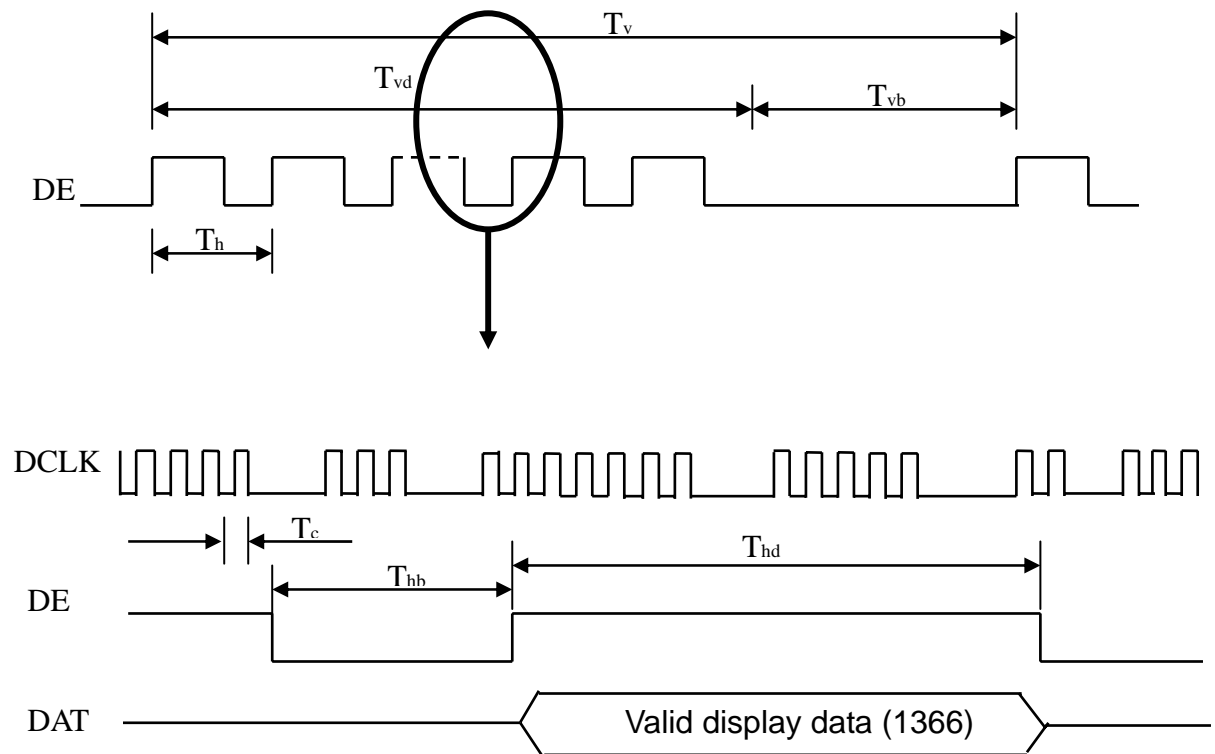 Tv
Tvd
Tvb
DE
Th
DCLK
Tc
Thd
Thb
DE
DAT
Valid display data (1366)